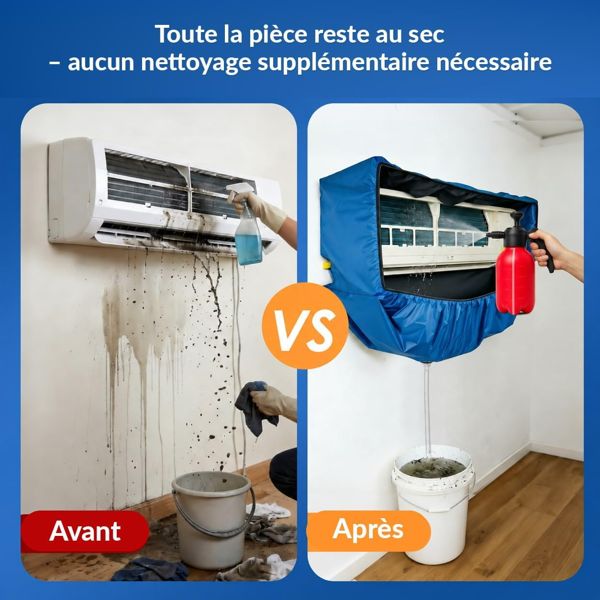 Toute la pièce reste au sec
– aucun nettoyage supplémentaire nécessaire
VS
Avant
Après